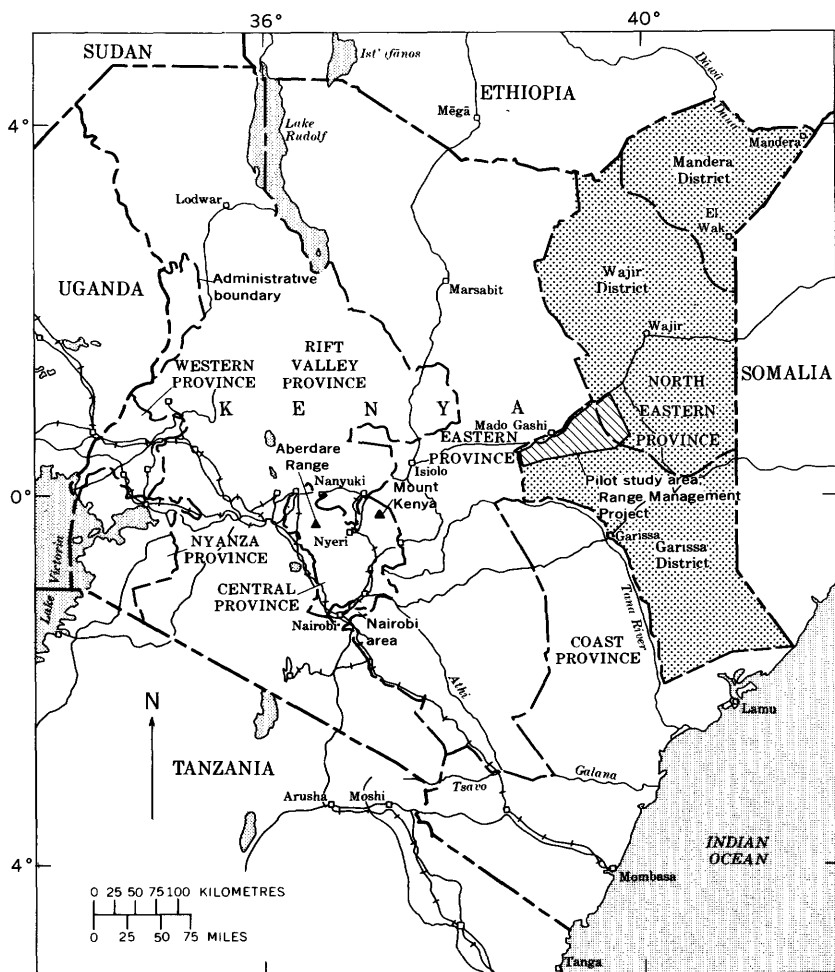 36°
40°
SUDAN
Ist' ifānos
ETHIOPIA
Dàwà
Dawa
4°
Mēgā
Mandera
Mandera
District
Lake
Rudolf
Lodwar
El
Wak
UGANDA
Administrative
boundary
Wajir
District
Marsabit
Wajir
RIFT
VALLEY
PROVINCE
WESTERN
PROVINCE
NORTH
EASTERN
PROVINCE
SOMALIA
K E N Y A
Mado Gashi
EASTERN
PROVINCE
Aberdare
Range
Isiolo
Nanyuki
Mount
Kenya
Pilot study area,
Range Management
Project
0°
Nyeri
Garissa
NYANZA
PROVINCE
Garissa
District
Lake Victoria
CENTRAL
PROVINCE
Tana River
Nairobi
Nairobi
area
COAST
PROVINCE
Athi
N
Lamu
TANZANIA
Galana
Tsavo
Arusha
Moshi
INDIAN
OCEAN
4°
Mombasa
0 25 50 75 100 KILOMETRES
0 25 50 75 MILES
Tanga